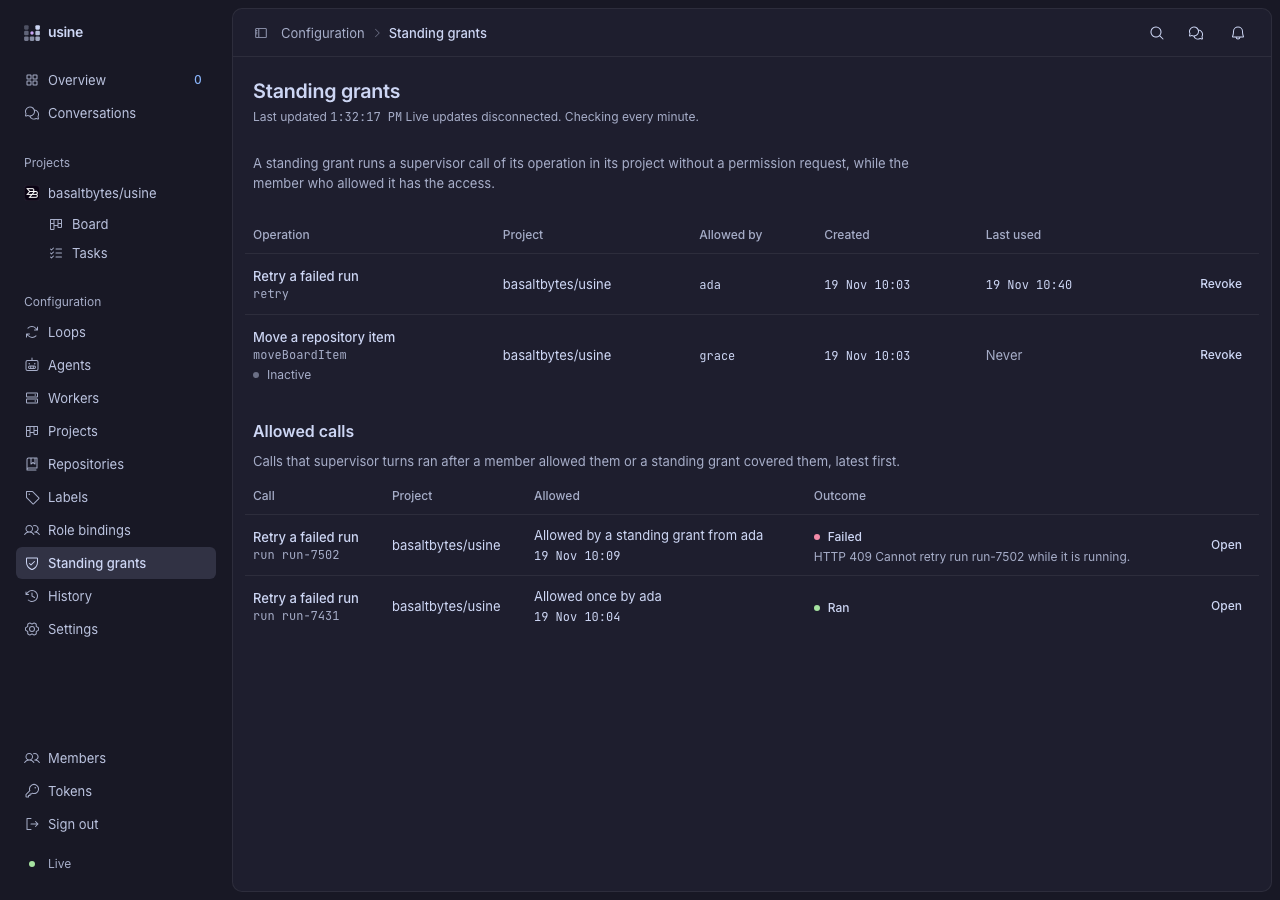 usine
Overview 0
Conversations
Projects
basaltbytes/usine
Board
Tasks
Configuration
Loops
Agents
Workers
Projects
Repositories
Labels
Role bindings
Standing grants
History
Settings
Members
Tokens
Sign out
Live
Configuration Standing grants
Standing grants
Last updated 1:32:17 PM Live updates disconnected. Checking every minute.
A standing grant runs a supervisor call of its operation in its project without a permission request, while the
member who allowed it has the access.
Operation Project Allowed by Created Last used
Retry a failed run
retry
basaltbytes/usine ada 19 Nov 10:03 19 Nov 10:40 Revoke
Move a repository item
moveBoardItem
Inactive
basaltbytes/usine grace 19 Nov 10:03 Never Revoke
Allowed calls
Calls that supervisor turns ran after a member allowed them or a standing grant covered them, latest first.
Call Project Allowed Outcome
Retry a failed run
run run-7502
basaltbytes/usine
Allowed by a standing grant from ada
19 Nov 10:09
Failed
HTTP 409 Cannot retry run run-7502 while it is running.
Open
Retry a failed run
run run-7431
basaltbytes/usine
Allowed once by ada
19 Nov 10:04
Ran
Open